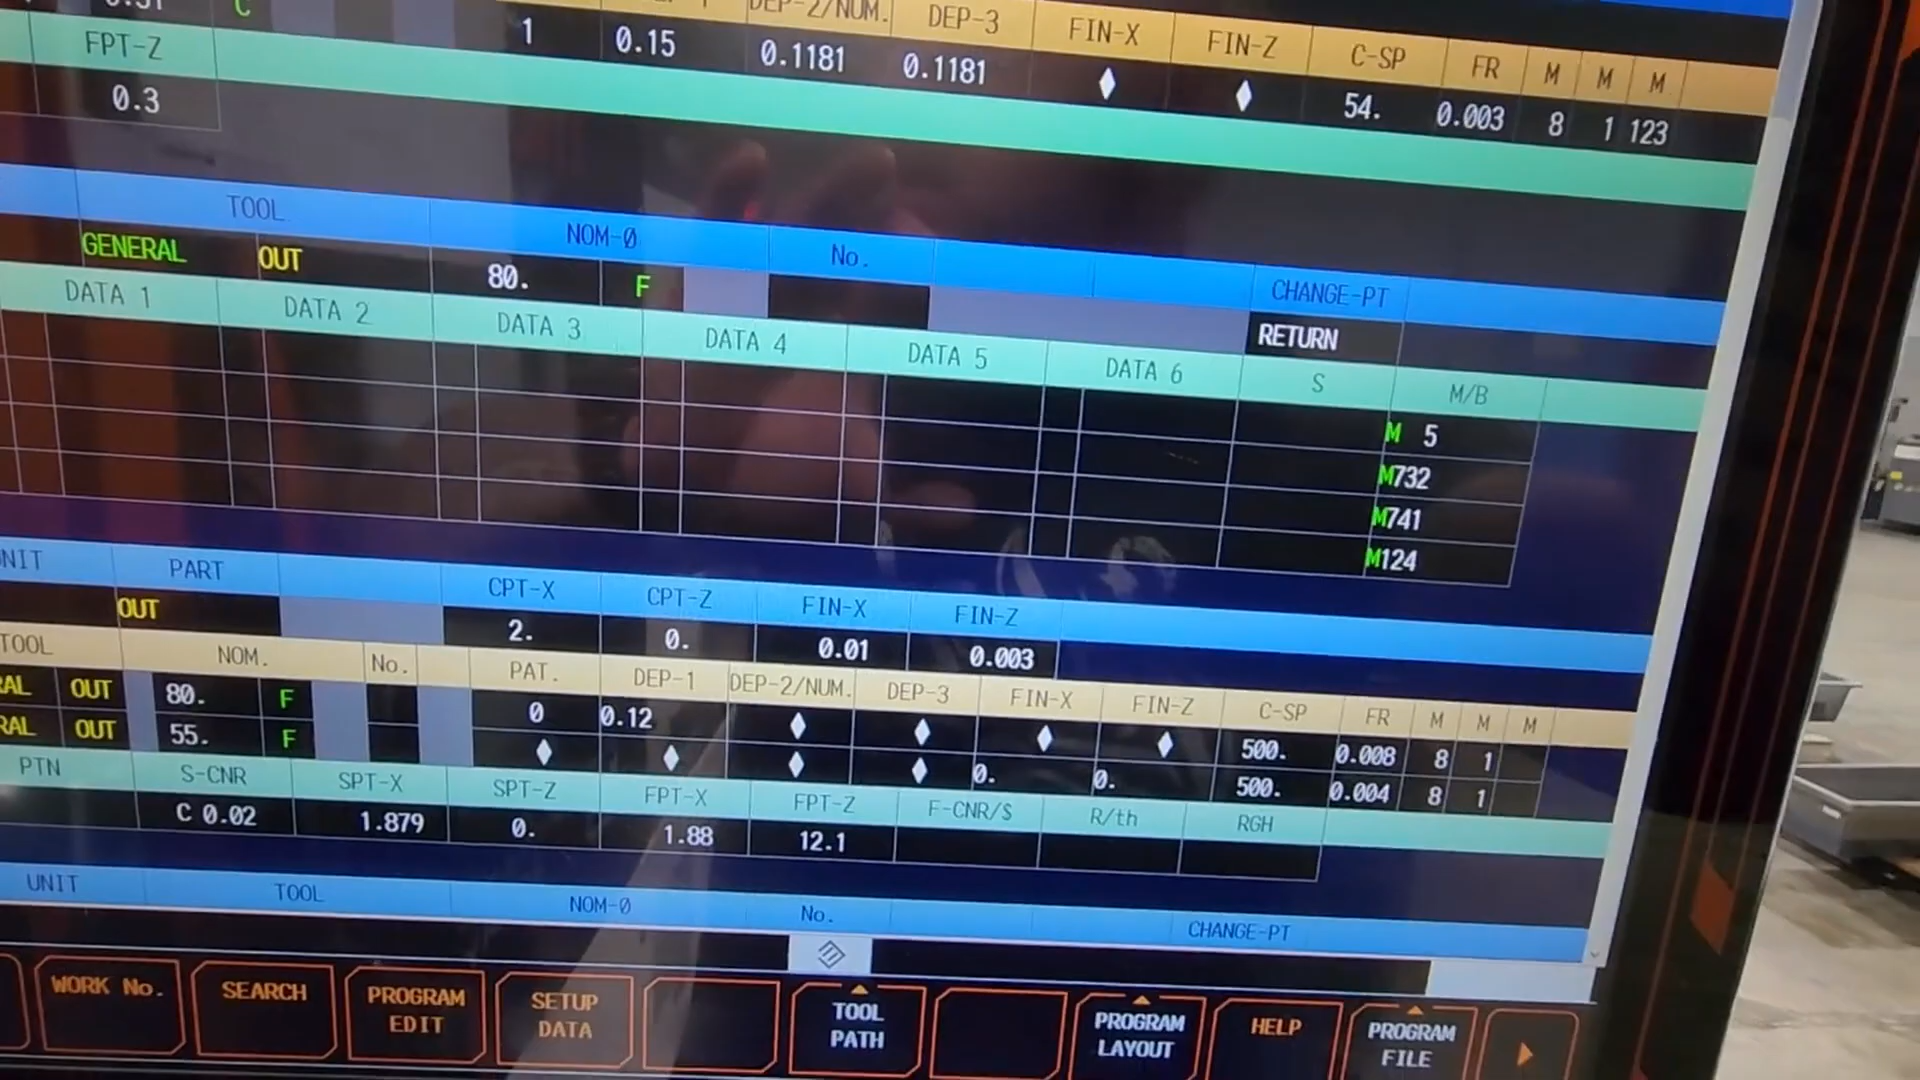 C DEP-2/NUM. DEP-3 FIN-X FIN-Z C-SP FR M M M
FPT-Z 1 0.15 0.1181 0.1181 ♦ ♦ 54. 0.003 8 1 123
0.3
TOOL NOM-Ø No. CHANGE-PT
GENERAL OUT 80. F RETURN
DATA 1 DATA 2 DATA 3 DATA 4 DATA 5 DATA 6 S M/B
M 5
M732
M741
M124
PART CPT-X CPT-Z FIN-X FIN-Z
OUT 2. 0. 0.01 0.003
TOOL NOM. No. PAT. DEP-1 DEP-2/NUM. DEP-3 FIN-X FIN-Z C-SP FR M M M
OUT 80. F 0 0.12 ♦ ♦ ♦ ♦ 500. 0.008 8 1
OUT 55. F ♦ ♦ ♦ ♦ 0. 0. 500. 0.004 8 1
PTN S-CNR SPT-X SPT-Z FPT-X FPT-Z F-CNR/$ R/th RGH
C 0.02 1.879 0. 1.88 12.1
UNIT TOOL NOM-Ø No. CHANGE-PT
WORK No. SEARCH PROGRAM EDIT SETUP DATA TOOL PATH PROGRAM LAYOUT HELP PROGRAM FILE